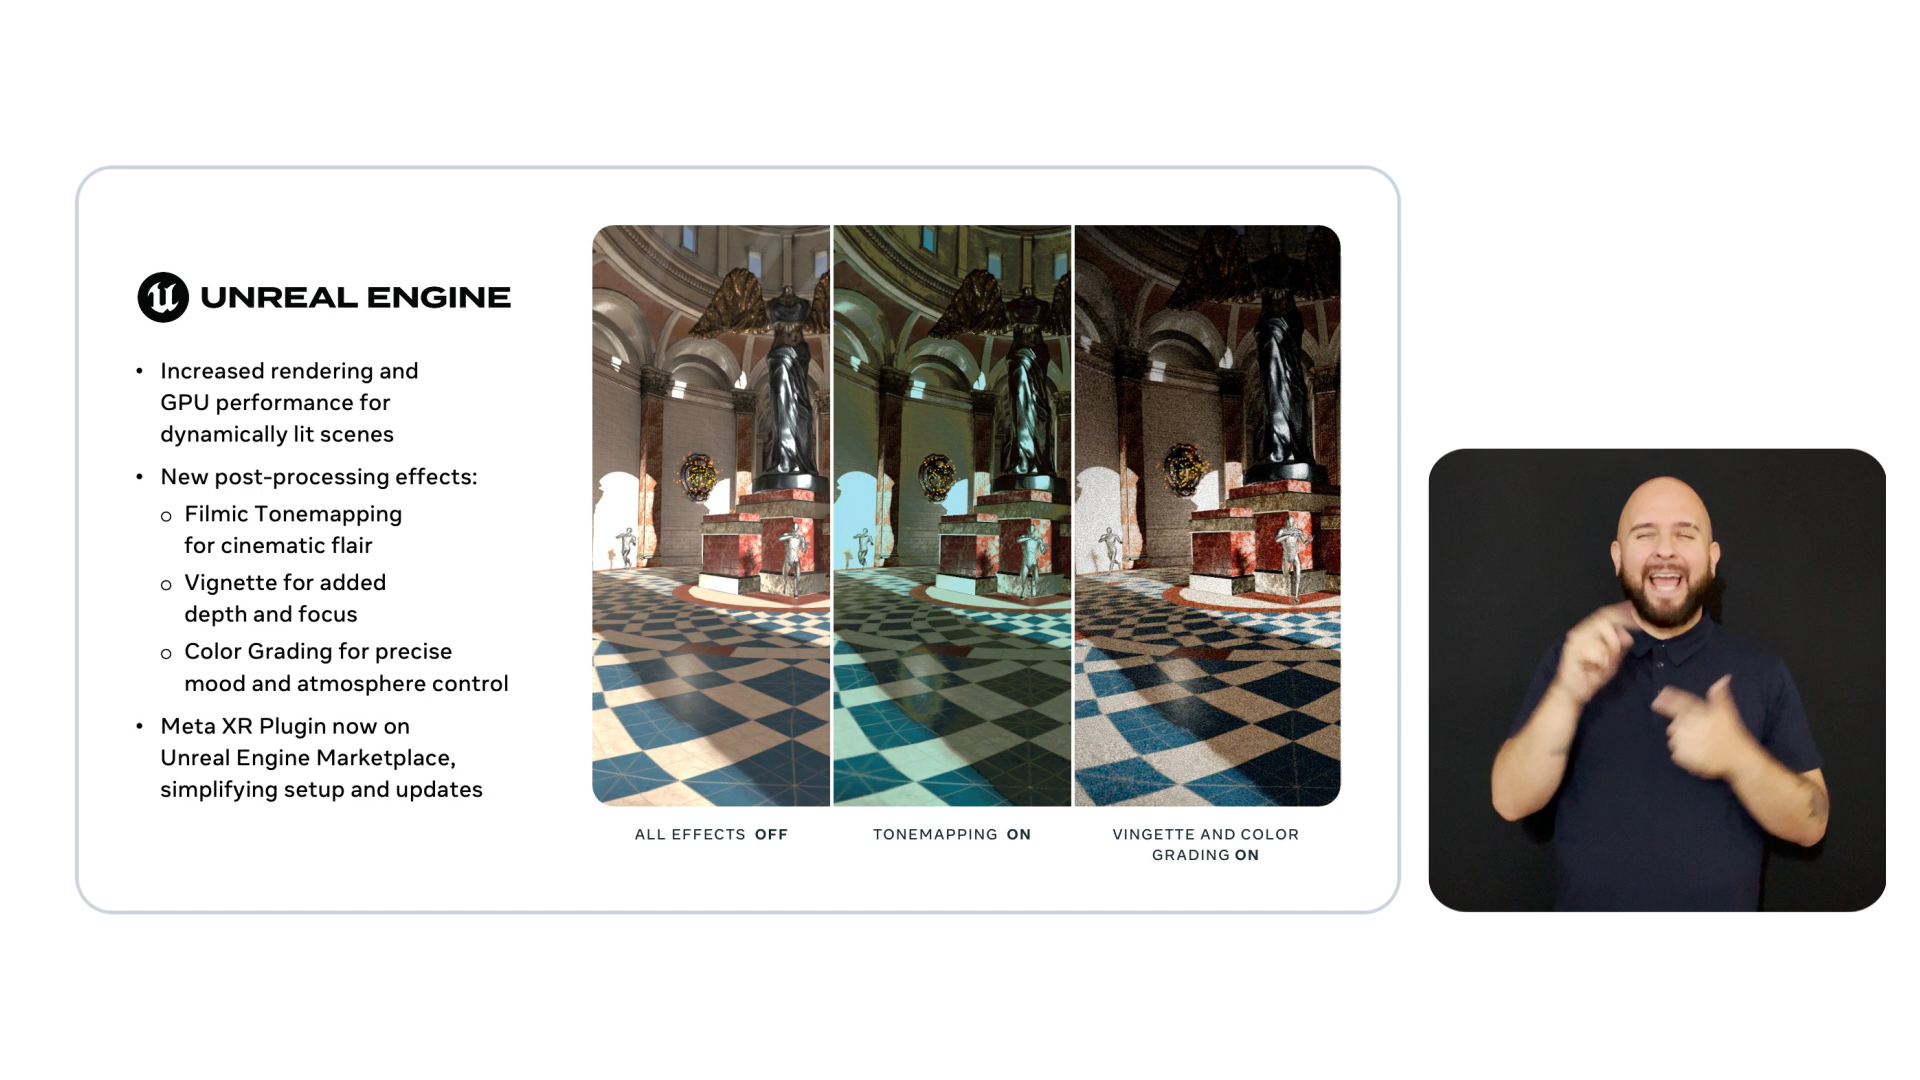 UNREAL ENGINE
• Increased rendering and
GPU performance for
dynamically lit scenes
• New post-processing effects:
o Filmic Tonemapping
for cinematic flair
o Vignette for added
depth and focus
o Color Grading for precise
mood and atmosphere control
• Meta XR Plugin now on
Unreal Engine Marketplace,
simplifying setup and updates
ALL EFFECTS OFF
TONEMAPPING ON
VINGETTE AND COLOR
GRADING ON